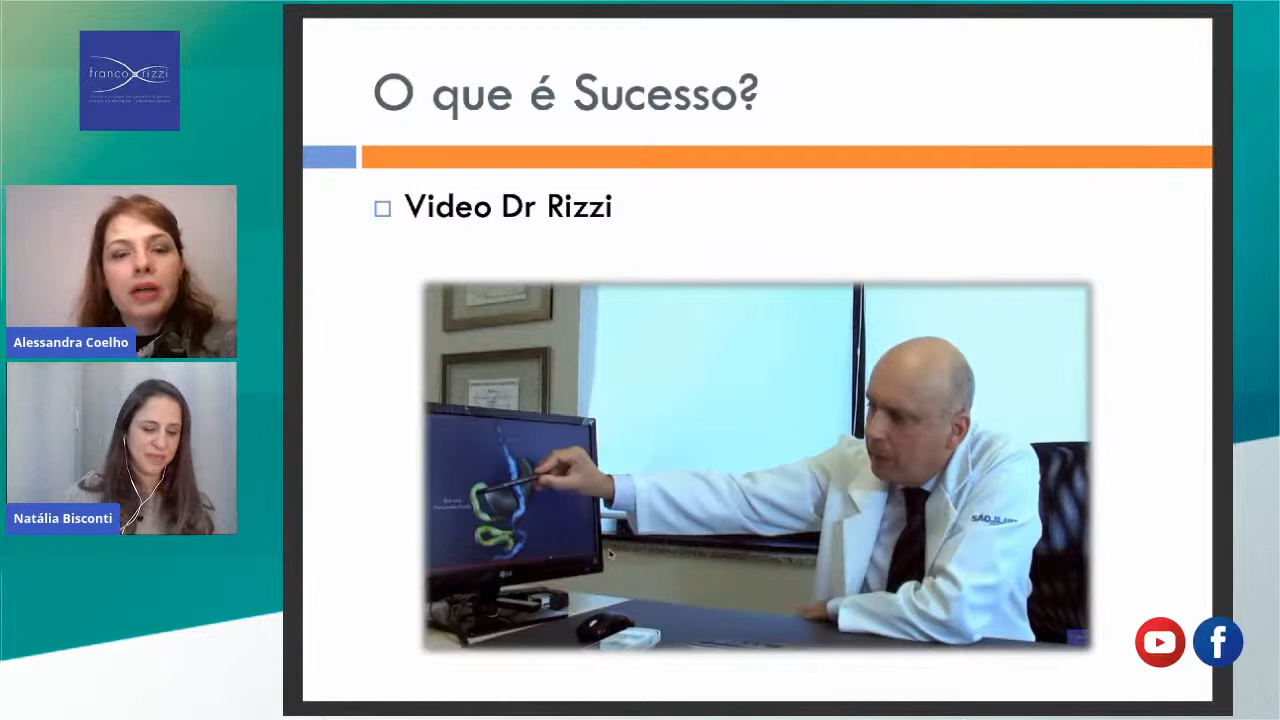 franco rizzi
O que é Sucesso?
Video Dr Rizzi
Alessandra Coelho
Natália Bisconti
LG